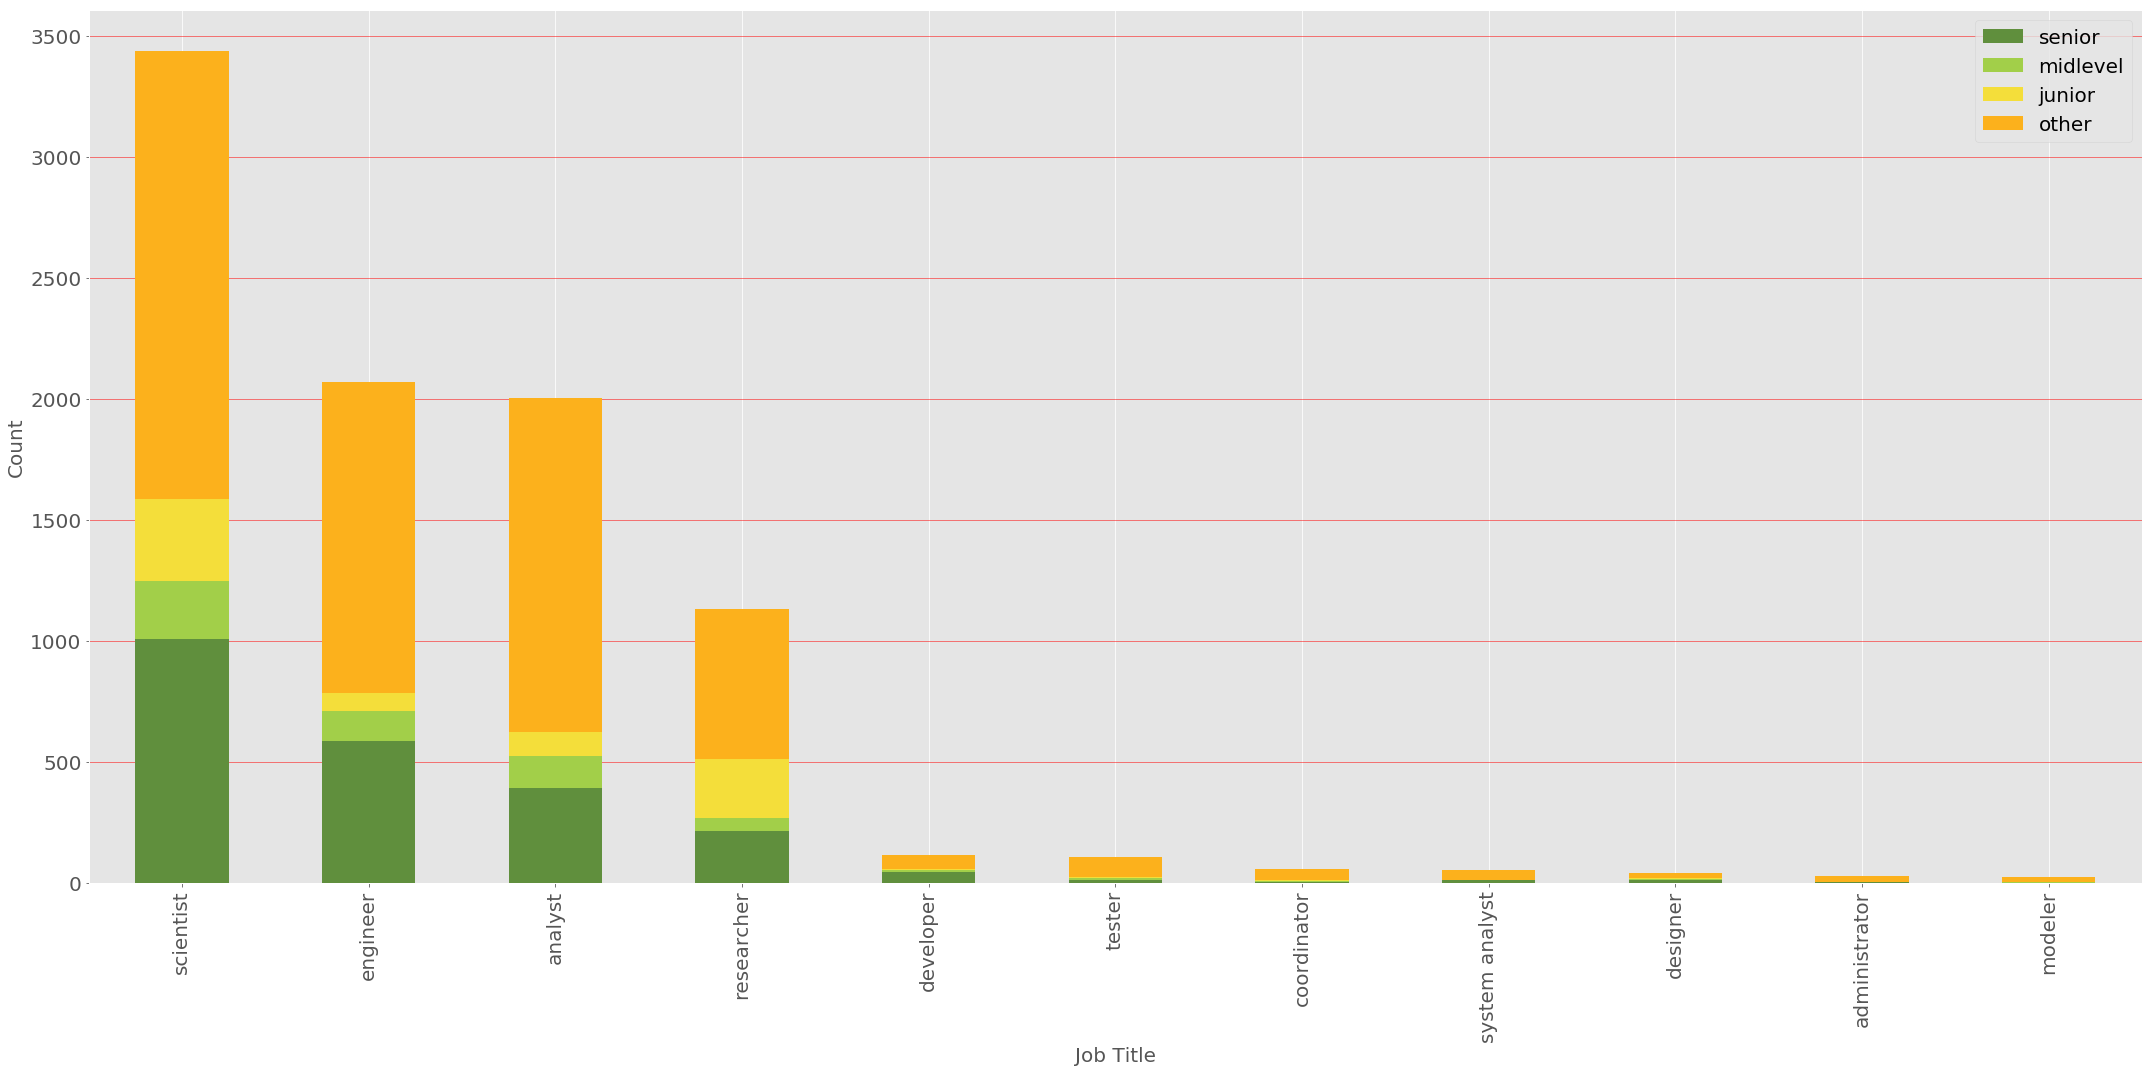 3500
3000
2500
2000
1500
1000
500
0
Count
senior
midlevel
junior
other
scientist
engineer
analyst
researcher
developer
tester
coordinator
system analyst
designer
administrator
modeler
Job Title